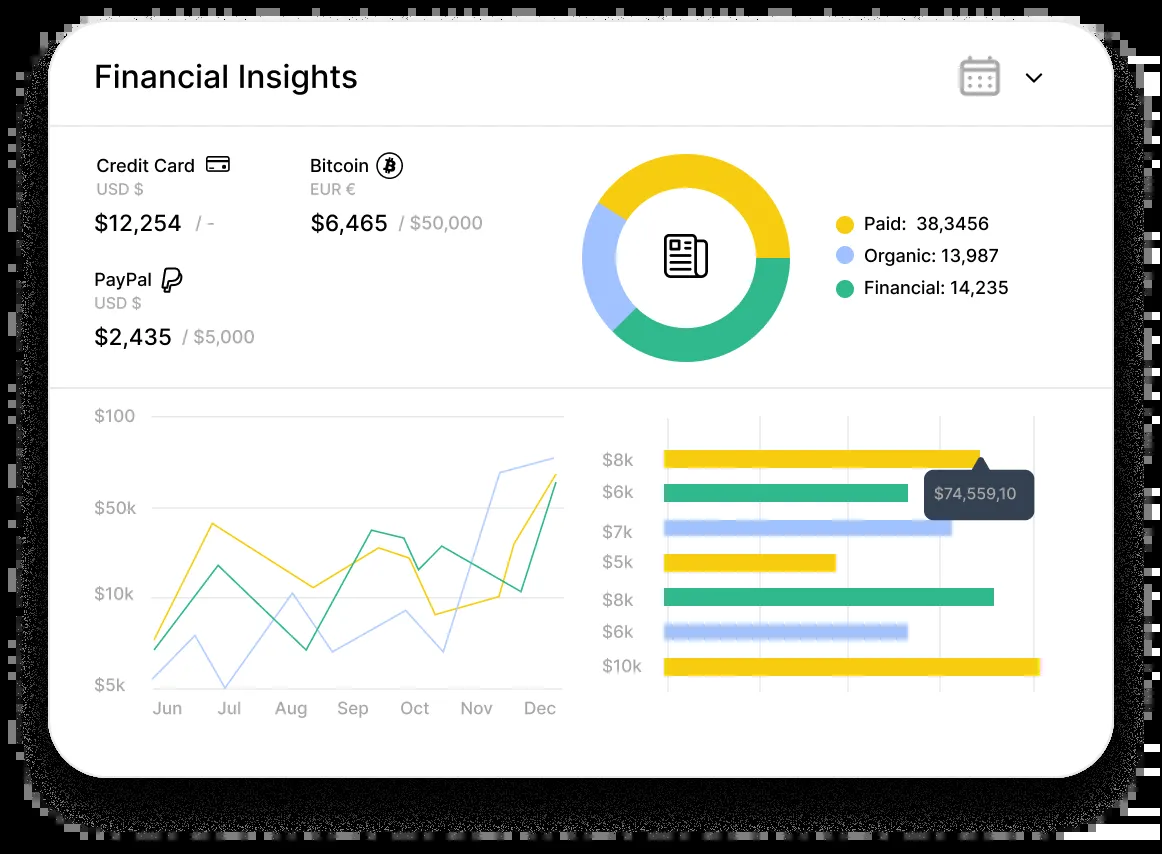 Financial Insights
Credit Card
USD $
$12,254 / -
Bitcoin
EUR €
$6,465 / $50,000
PayPal
USD $
$2,435 / $5,000
Paid: 38,3456
Organic: 13,987
Financial: 14,235
$100
$50k
$10k
$5k
Jun Jul Aug Sep Oct Nov Dec
$8k
$6k
$74,559,10
$7k
$5k
$8k
$6k
$10k